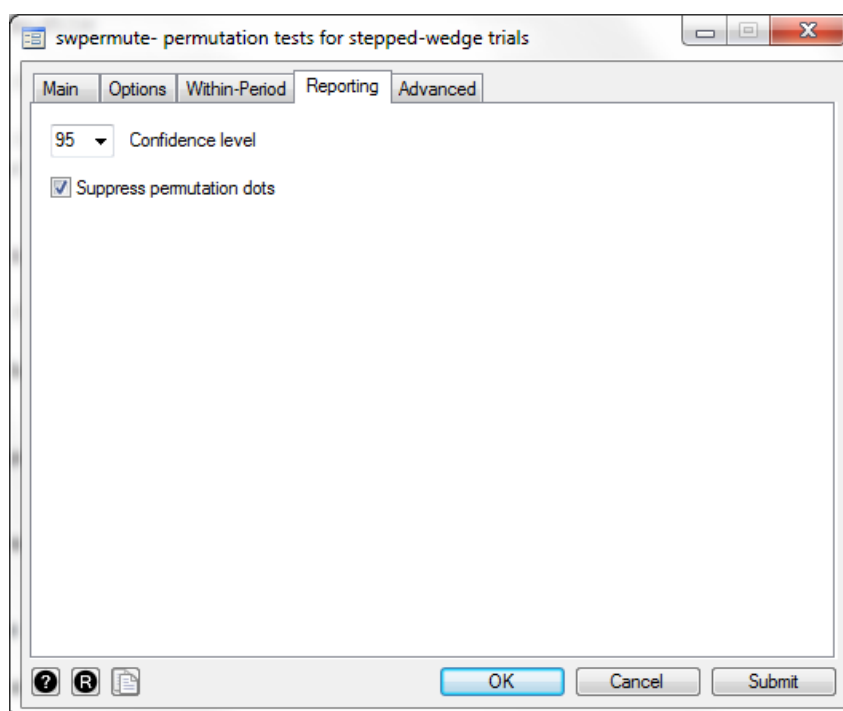 swpermute- permutation tests for stepped-wedge trials
Main Options Within-Period Reporting Advanced
95 Confidence level
Suppress permutation dots
? R OK Cancel Submit